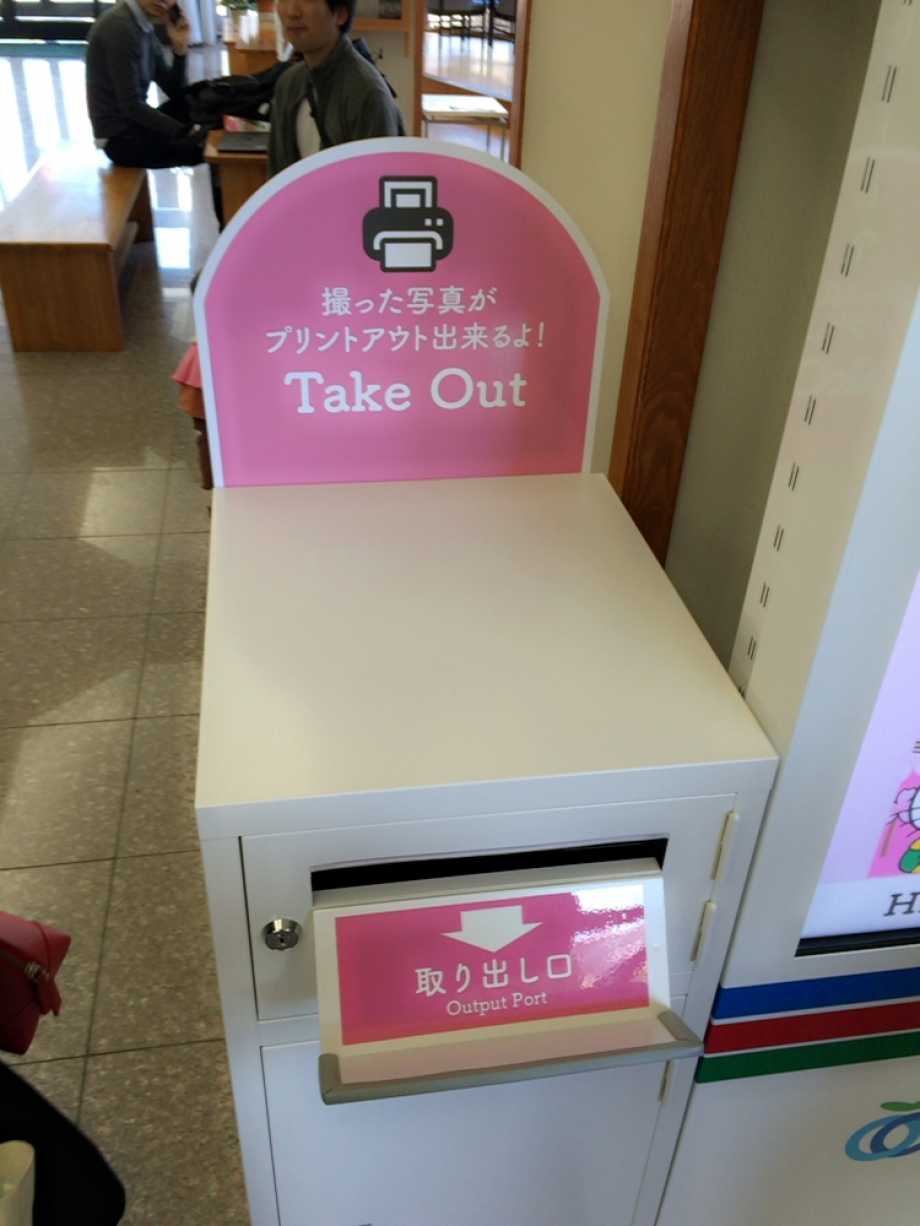 撮った写真が
プリントアウト出来るよ！
Take Out
取り出し口
Output Port
H